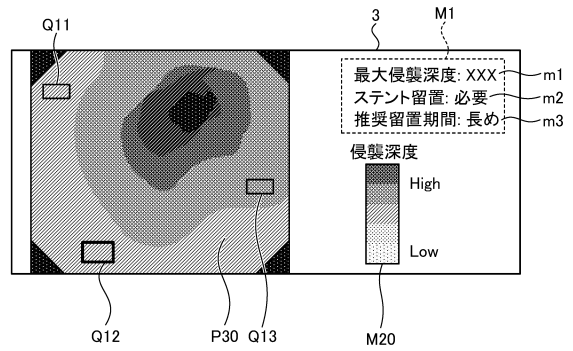 Q11
3
M1
最大侵襲深度: XXX
m1
ステント留置: 必要
m2
推奨留置期間: 長め
m3
侵襲深度
High
Low
Q12
P30
Q13
M20